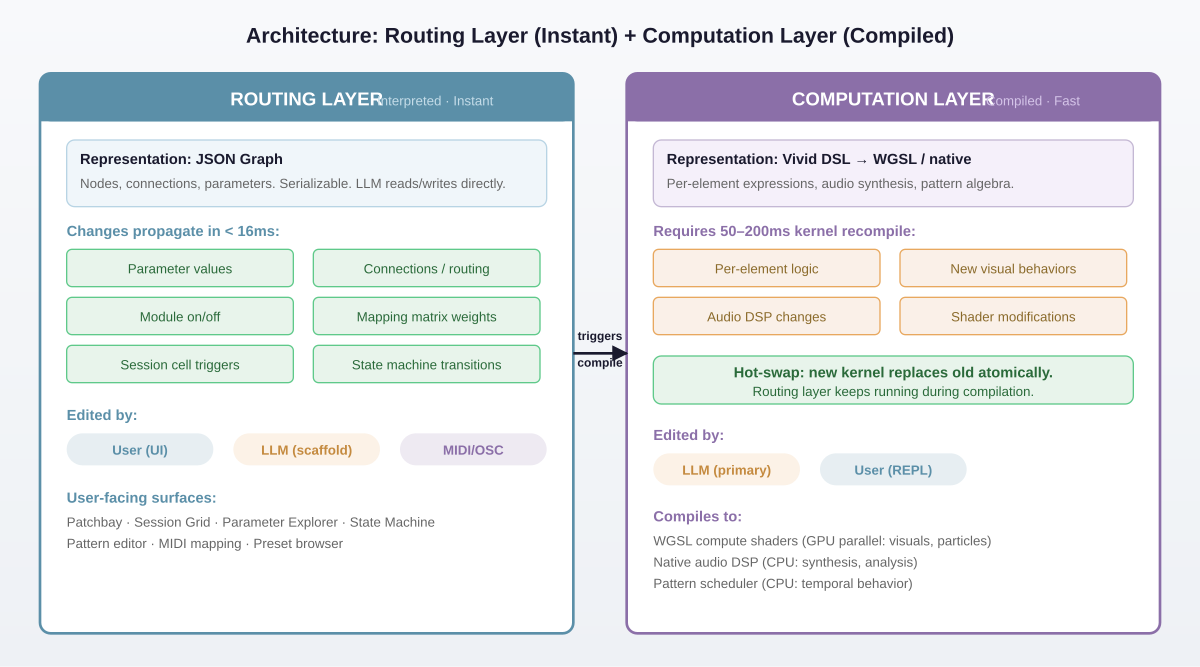 Architecture: Routing Layer (Instant) + Computation Layer (Compiled)
ROUTING LAYER Interpreted · Instant
Representation: JSON Graph
Nodes, connections, parameters. Serializable. LLM reads/writes directly.
Changes propagate in < 16ms:
Parameter values
Connections / routing
Module on/off
Mapping matrix weights
Session cell triggers
State machine transitions
Edited by:
User (UI)
LLM (scaffold)
MIDI/OSC
User-facing surfaces:
Patchbay · Session Grid · Parameter Explorer · State Machine
Pattern editor · MIDI mapping · Preset browser
triggers
compile
COMPUTATION LAYER Compiled · Fast
Representation: Vivid DSL → WGSL / native
Per-element expressions, audio synthesis, pattern algebra.
Requires 50–200ms kernel recompile:
Per-element logic
New visual behaviors
Audio DSP changes
Shader modifications
Hot-swap: new kernel replaces old atomically.
Routing layer keeps running during compilation.
Edited by:
LLM (primary)
User (REPL)
Compiles to:
WGSL compute shaders (GPU parallel: visuals, particles)
Native audio DSP (CPU: synthesis, analysis)
Pattern scheduler (CPU: temporal behavior)